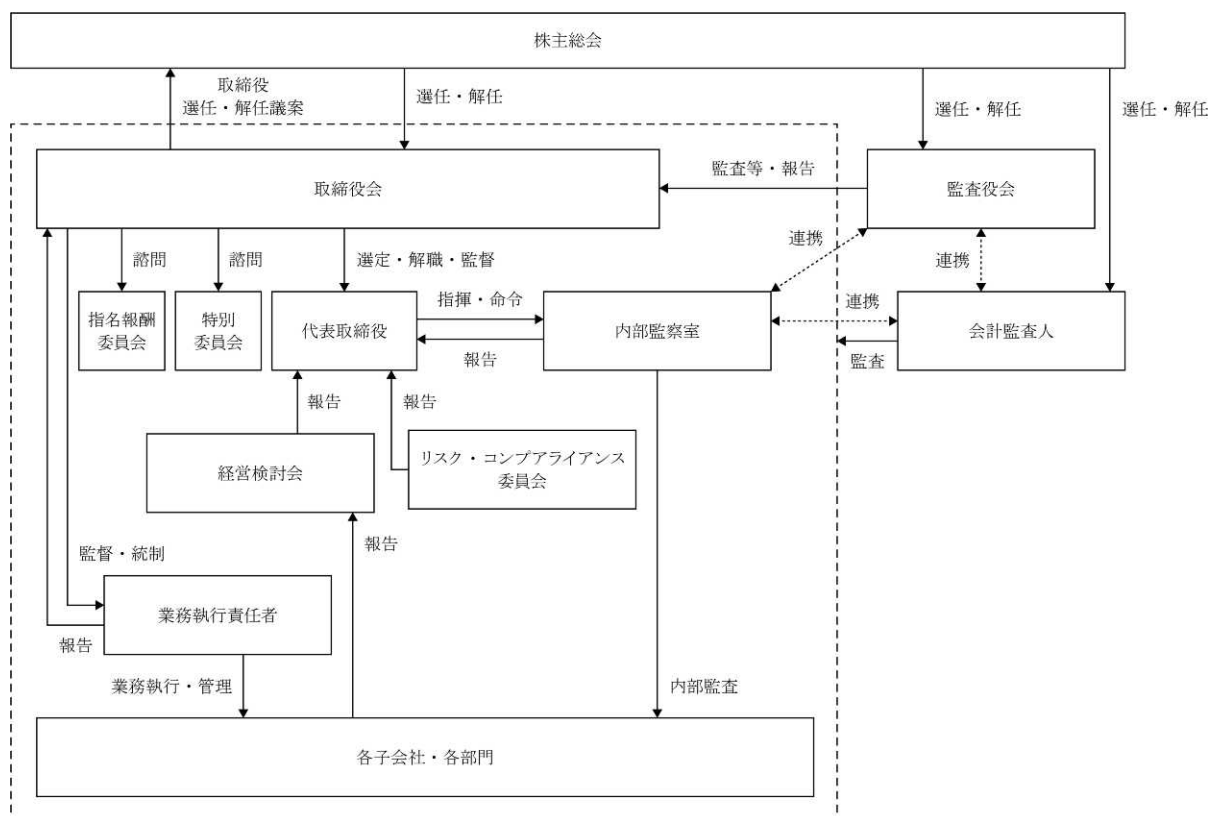 株主総会
取締役
選任・解任議案
選任・解任
選任・解任
選任・解任
取締役会
監査等・報告
監査役会
諮問
諮問
選定・解職・監督
連携
連携
指名報酬
委員会
特別
委員会
代表取締役
指揮・命令
報告
内部監察室
連携
監査
会計監査人
報告
報告
経営検討会
リスク・コンプアライアンス
委員会
報告
監督・統制
業務執行責任者
報告
業務執行・管理
内部監査
各子会社・各部門